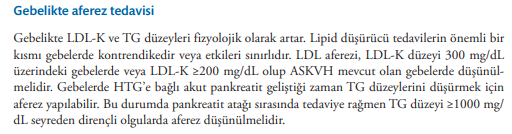 Gebelikte aferez tedavisi
Gebelikte LDL-K ve TG düzeyleri fizyolojik olarak artar. Lipid düşürücü tedavilerin önemli bir
kısmı gebelerde kontrendikedir veya etkileri sınırlıdır. LDL aferezi, LDL-K düzeyi 300 mg/dL
üzerindeki gebelerde veya LDL-K ≥200 mg/dL olup ASKVH mevcut olan gebelerde düşünül-
melidir. Gebelerde HTG'e bağlı akut pankreatit geliştiği zaman TG düzeylerini düşürmek için
aferez yapılabilir. Bu durumda pankreatit atağı sırasında tedaviye rağmen TG düzeyi ≥1000 mg/
dL seyreden dirençli olgularda aferez düşünülmelidir.